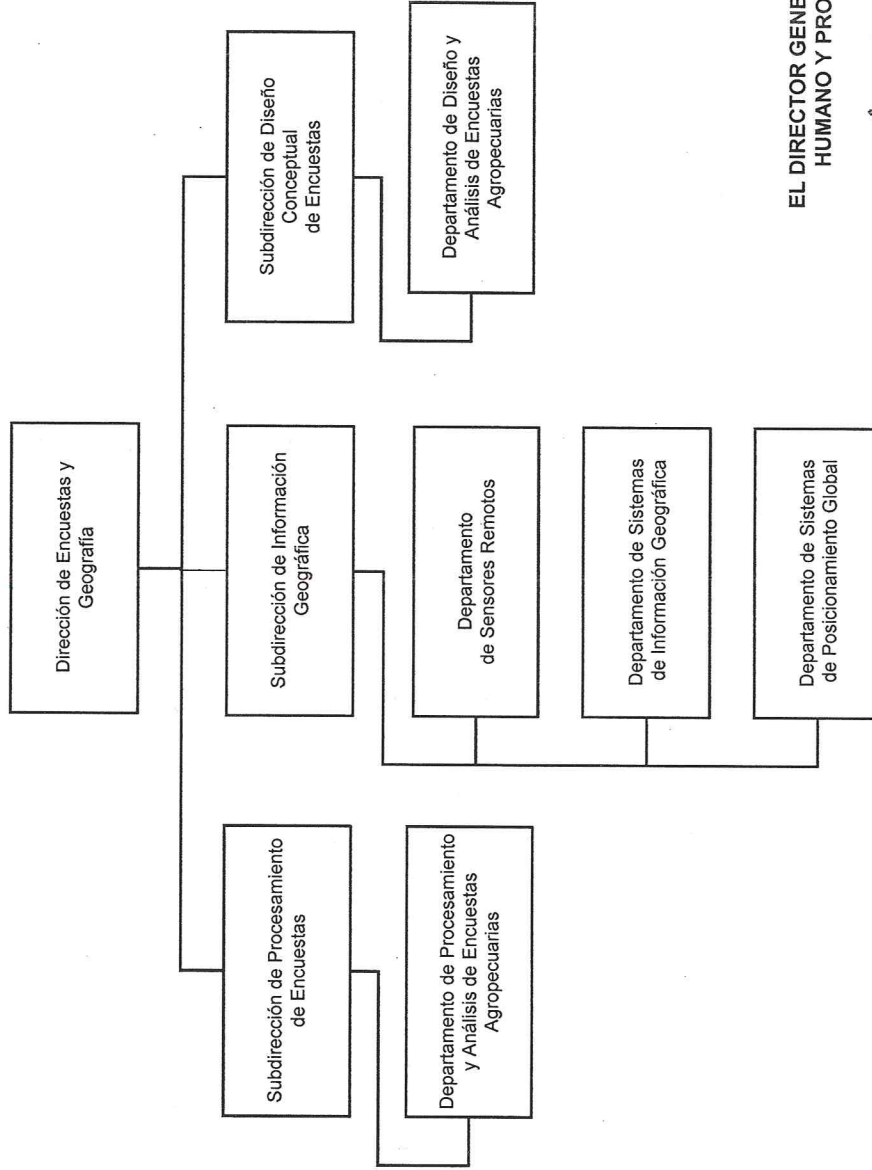 Dirección de Encuestas y
Geografía
Subdirección de Procesamiento
de Encuestas
Departamento de Procesamiento
y Análisis de Encuestas
Agropecuarias
Subdirección de Información
Geográfica
Departamento
de Sensores Remotos
Departamento de Sistemas
de Información Geográfica
Departamento de Sistemas
de Posicionamiento Global
Subdirección de Diseño
Conceptual
de Encuestas
Departamento de Diseño y
Análisis de Encuestas
Agropecuarias
EL DIRECTOR GENE
HUMANO Y PRO